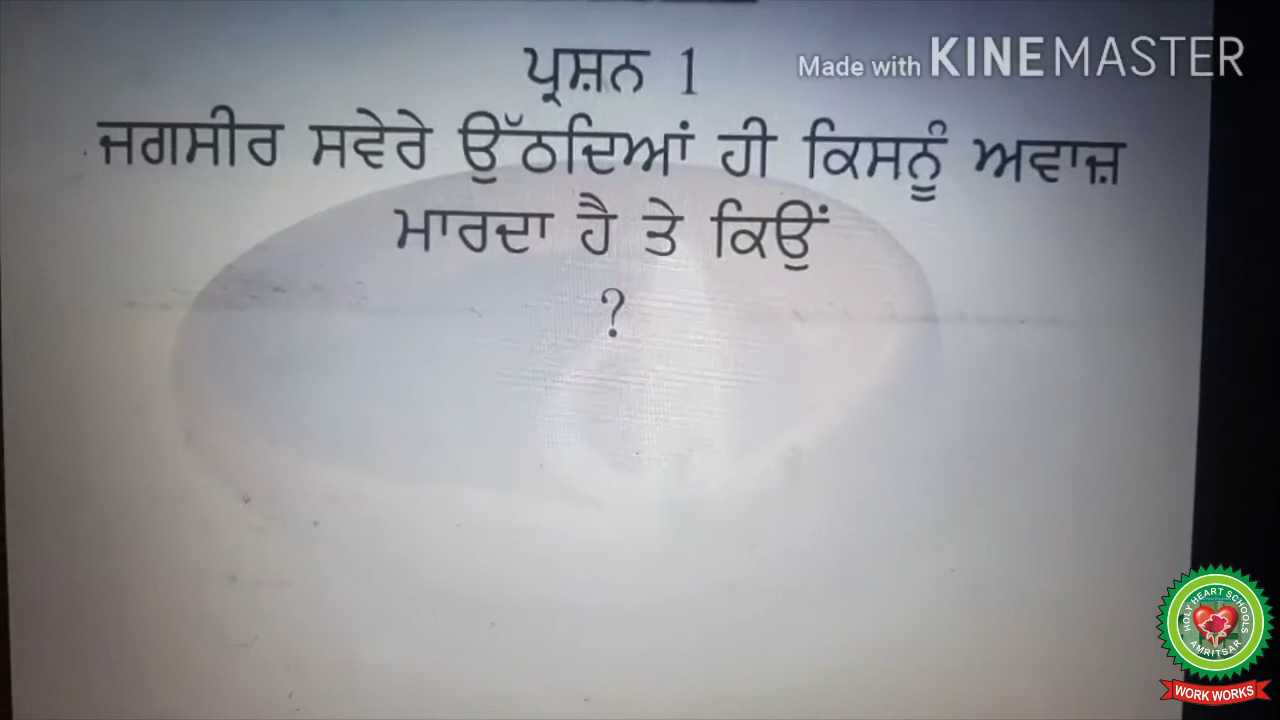 ਪ੍ਰਸ਼ਨ 1
Made with KINEMASTER
ਜਗਸੀਰ ਸਵੇਰੇ ਉੱਠਦਿਆਂ ਹੀ ਕਿਸਨੂੰ ਅਵਾਜ਼
ਮਾਰਦਾ ਹੈ ਤੇ ਕਿਉਂ
?
HOLY HEART SCHOOLS
AMRITSAR
WORK WORKS